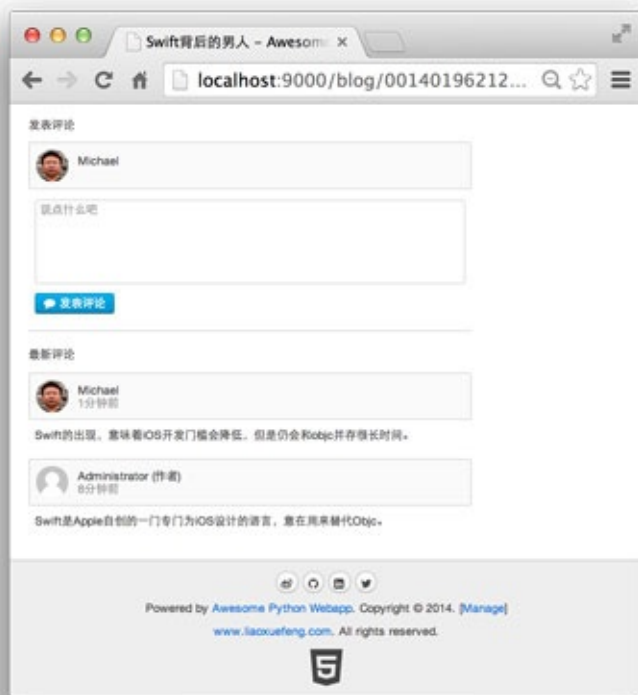 Swift背后的男人 - Awesom
localhost:9000/blog/00140196212...
发表评论
Michael
说点什么吧
发表评论
最新评论
Michael
1分钟前
Swift的出现，意味着iOS开发门槛会降低，但是仍会和objc并存很长时间。
Administrator (作者)
8分钟前
Swift是Apple自创的一门专门为iOS设计的语言，意在用来替代Objc。
Powered by Awesome Python Webapp. Copyright © 2014. [Manage]
www.liaoxuefeng.com. All rights reserved.
5